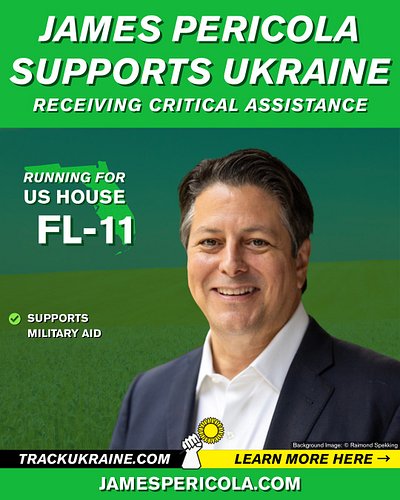 JAMES PERICOLA
SUPPORTS UKRAINE
RECEIVING CRITICAL ASSISTANCE
RUNNING FOR
US HOUSE
FL-11
SUPPORTS
MILITARY AID
Background Image: © Raimond Spekking
TRACKUKRAINE.COM
LEARN MORE HERE →
JAMESPERICOLA.COM